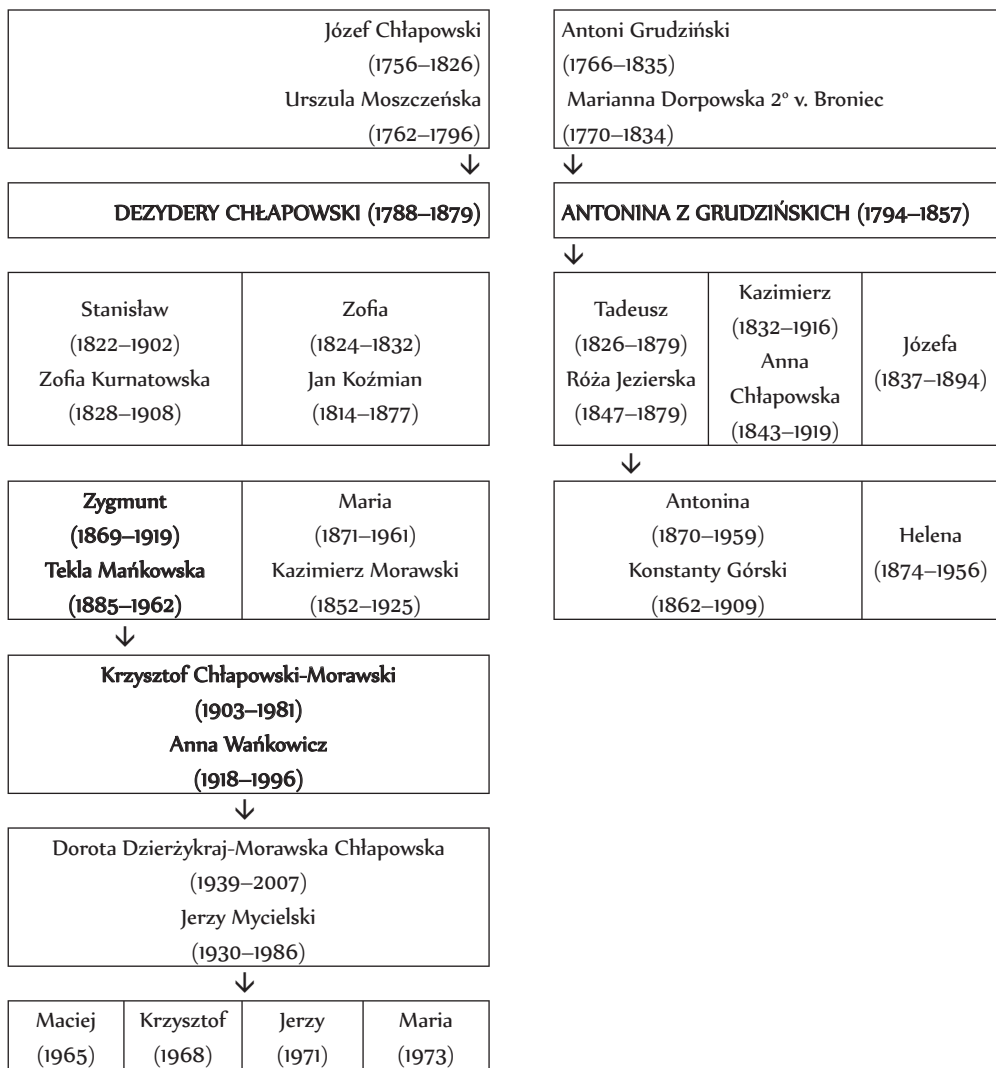 Józef Chłapowski
(1756–1826)
Urszula Moszczeńska
(1762–1796)
Antoni Grudziński
(1766–1835)
Marianna Dorpowska 2° v. Broniec
(1770–1834)
DEZYDERY CHŁAPOWSKI (1788–1879)
ANTONINA Z GRUDZIŃSKICH (1794–1857)
Stanisław
(1822–1902)
Zofia Kurnatowska
(1828–1908)
Zofia
(1824–1832)
Jan Koźmian
(1814–1877)
Tadeusz
(1826–1879)
Róża Jezierska
(1847–1879)
Kazimierz
(1832–1916)
Anna
Chłapowska
(1843–1919)
Józefa
(1837–1894)
Zygmunt
(1869–1919)
Tekla Mańkowska
(1885–1962)
Maria
(1871–1961)
Kazimierz Morawski
(1852–1925)
Antonina
(1870–1959)
Konstanty Górski
(1862–1909)
Helena
(1874–1956)
Krzysztof Chłapowski-Morawski
(1903–1981)
Anna Wańkowicz
(1918–1996)
Dorota Dzierżykraj-Morawska Chłapowska
(1939–2007)
Jerzy Mycielski
(1930–1986)
Maciej
(1965)
Krzysztof
(1968)
Jerzy
(1971)
Maria
(1973)